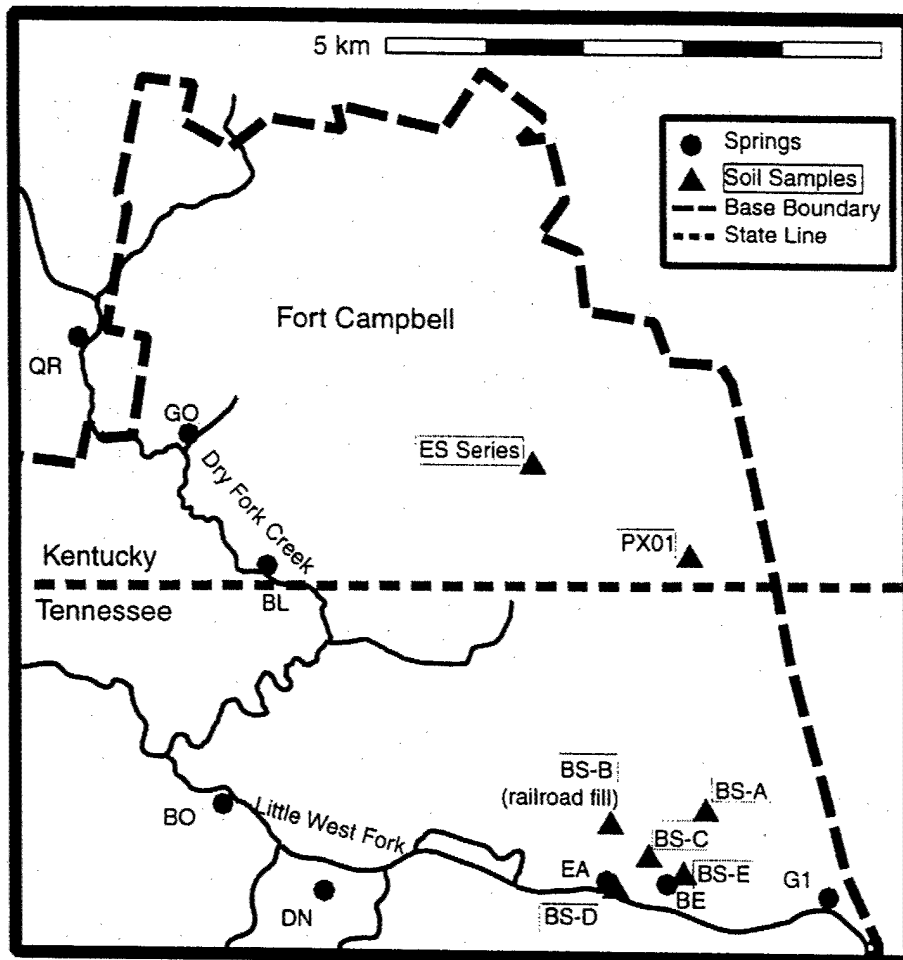 5 km
Springs
Soil Samples
Base Boundary
State Line
Fort Campbell
QR
GO
ES Series
Dry Fork Creek
PX01
Kentucky
BL
Tennessee
BS-B
(railroad fill)
BS-A
BO
Little West Fork
BS-C
EA
BS-E
G1
BE
DN
BS-D